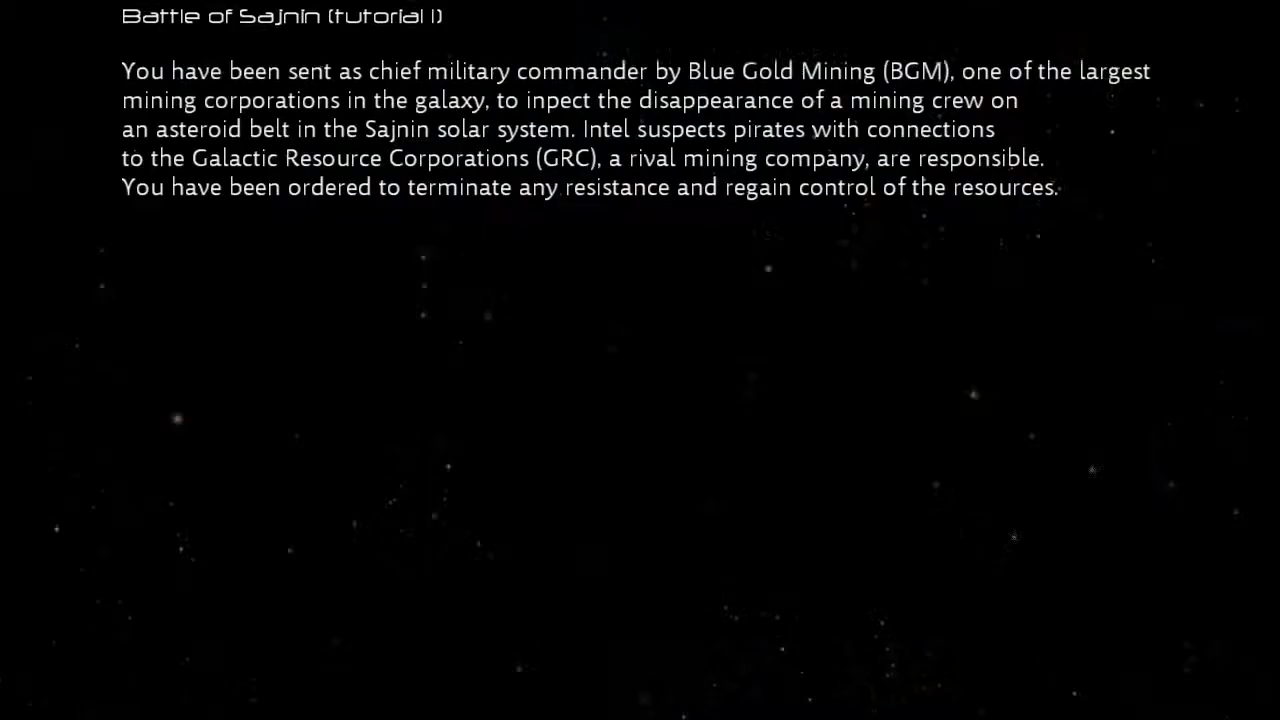 Battle of Sajnin (tutorial I)
You have been sent as chief military commander by Blue Gold Mining (BGM), one of the largest
mining corporations in the galaxy, to inpect the disappearance of a mining crew on
an asteroid belt in the Sajnin solar system. Intel suspects pirates with connections
to the Galactic Resource Corporations (GRC), a rival mining company, are responsible.
You have been ordered to terminate any resistance and regain control of the resources.